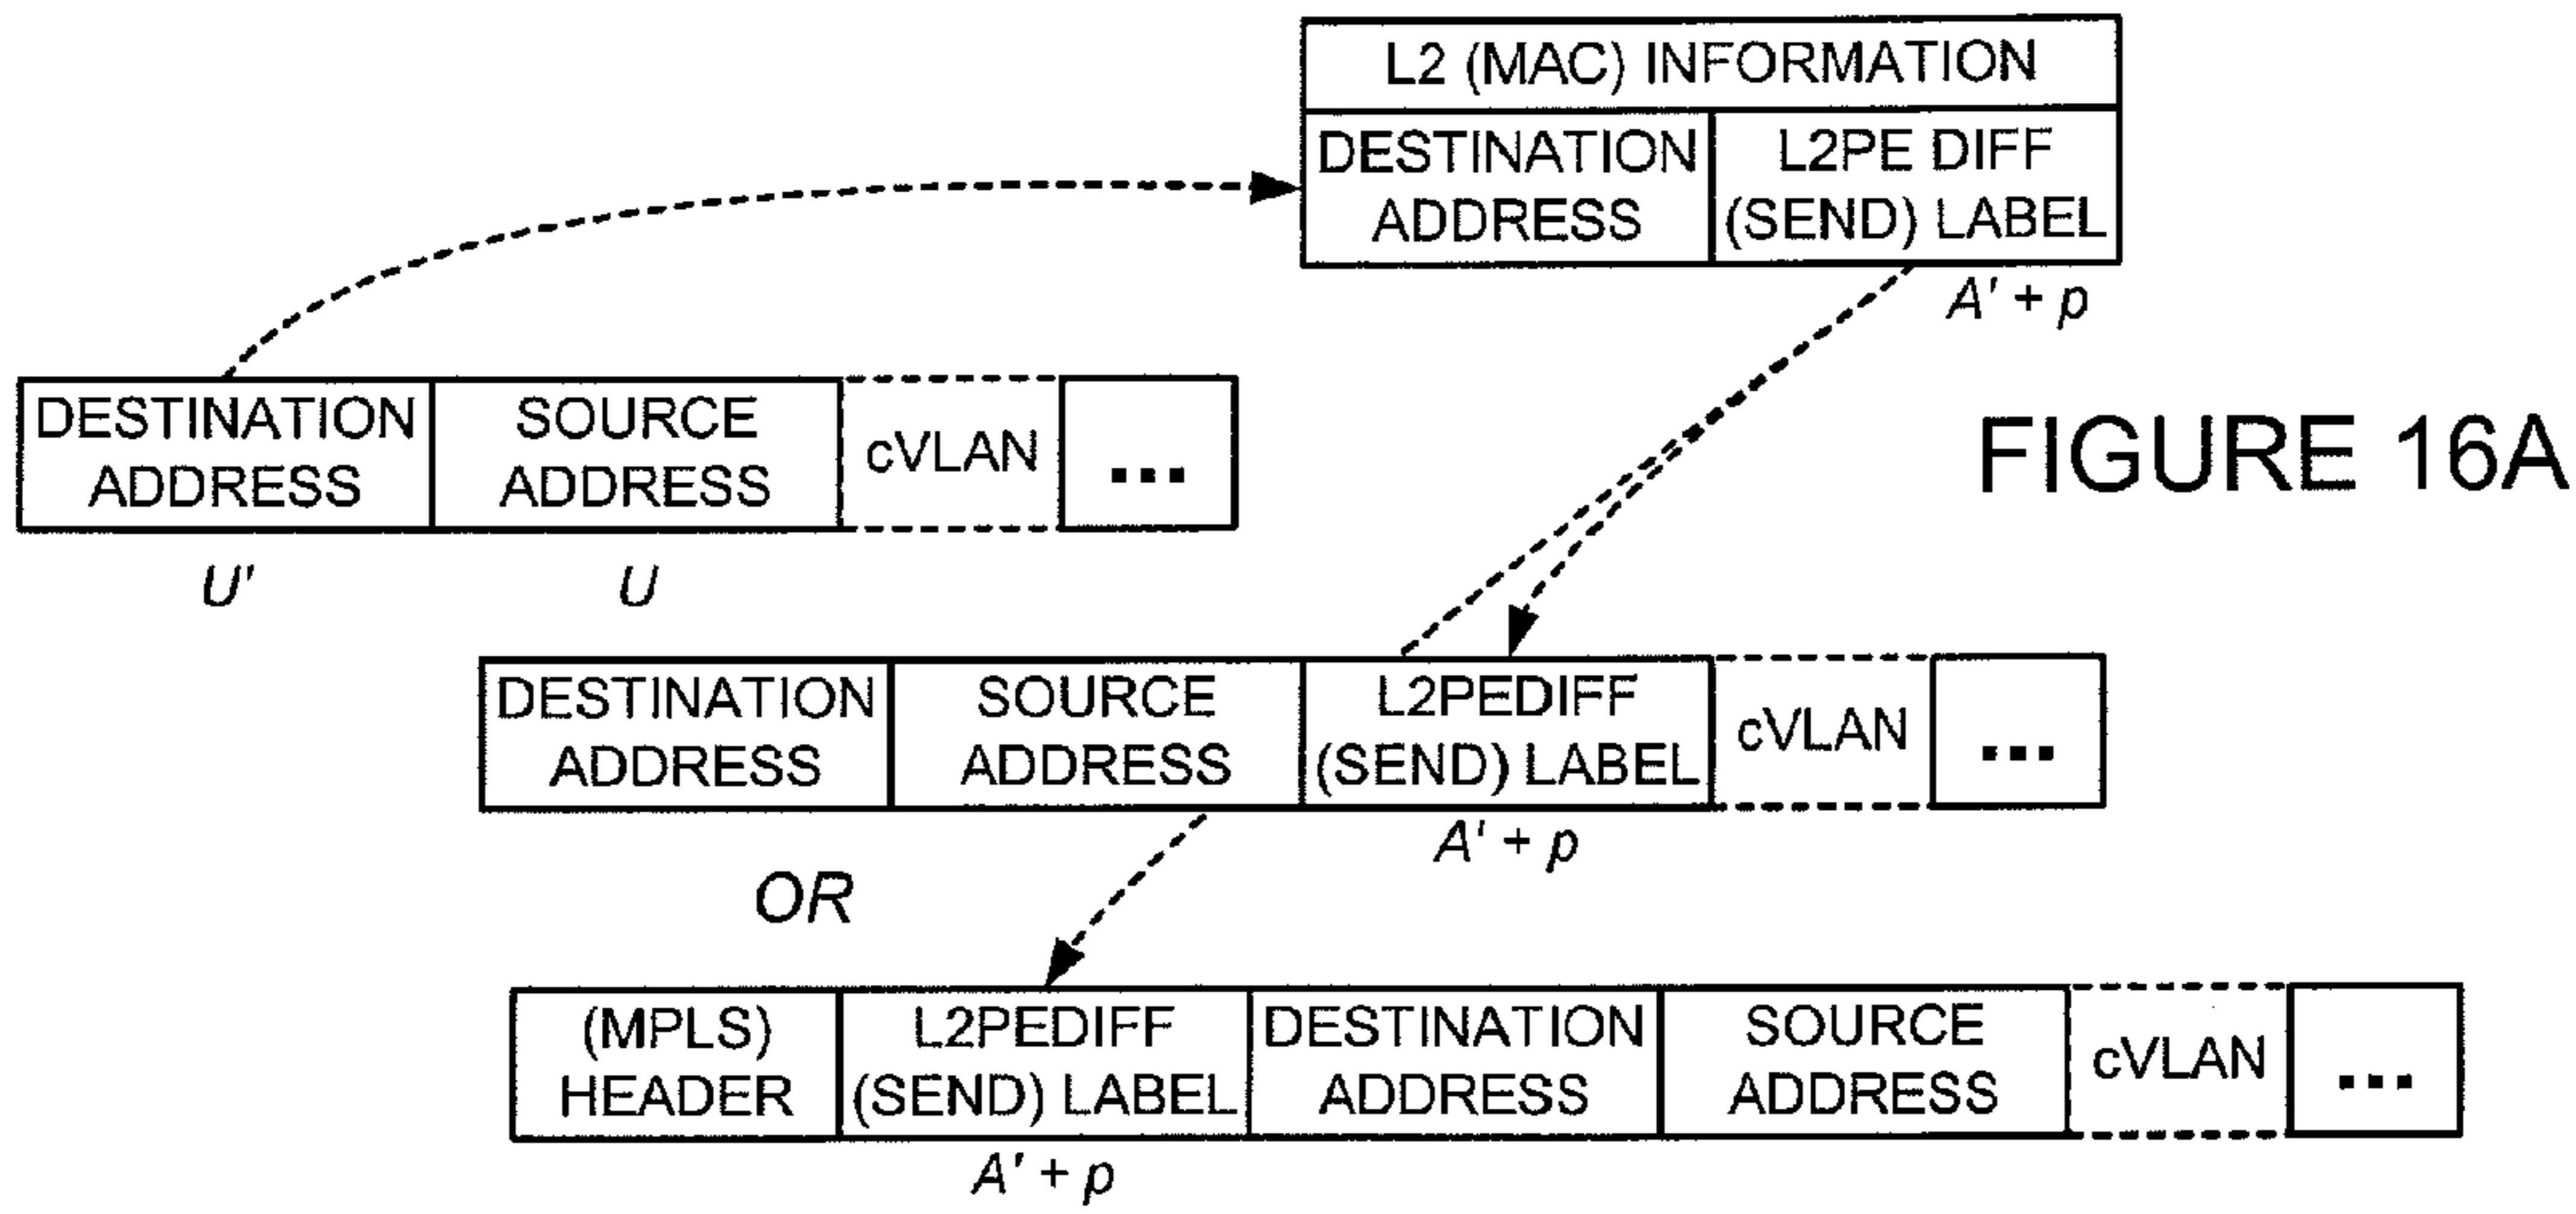 L2 (MAC) INFORMATION
DESTINATION ADDRESS
L2PE DIFF (SEND) LABEL
A' + p
DESTINATION ADDRESS
SOURCE ADDRESS
cVLAN
...
FIGURE 16A
U'
U
DESTINATION ADDRESS
SOURCE ADDRESS
L2PEDIFF (SEND) LABEL
cVLAN
...
A' + p
OR
(MPLS) HEADER
L2PEDIFF (SEND) LABEL
DESTINATION ADDRESS
SOURCE ADDRESS
cVLAN
...
A' + p